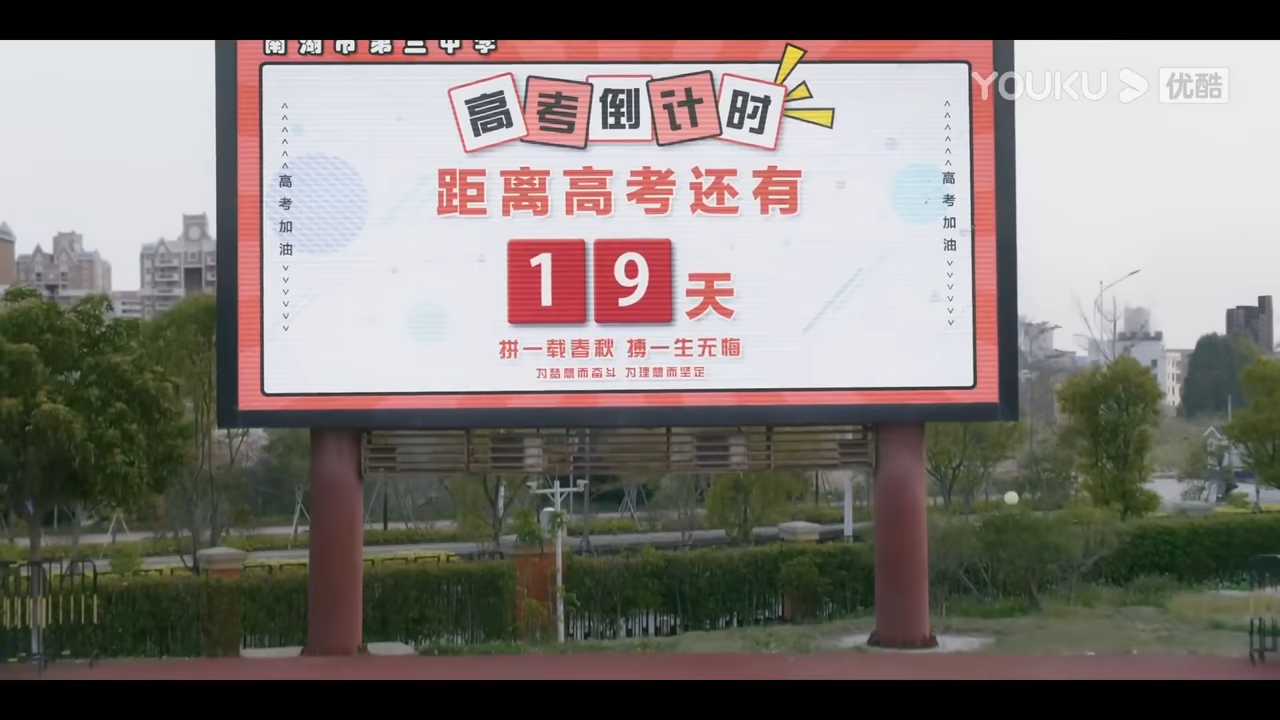 南湖市第三中学
YOUKU 优酷
高考倒计时
距离高考还有
19天
拼一载春秋 搏一生无悔
为梦想而奋斗 为理想而坚定
高考加油
高考加油